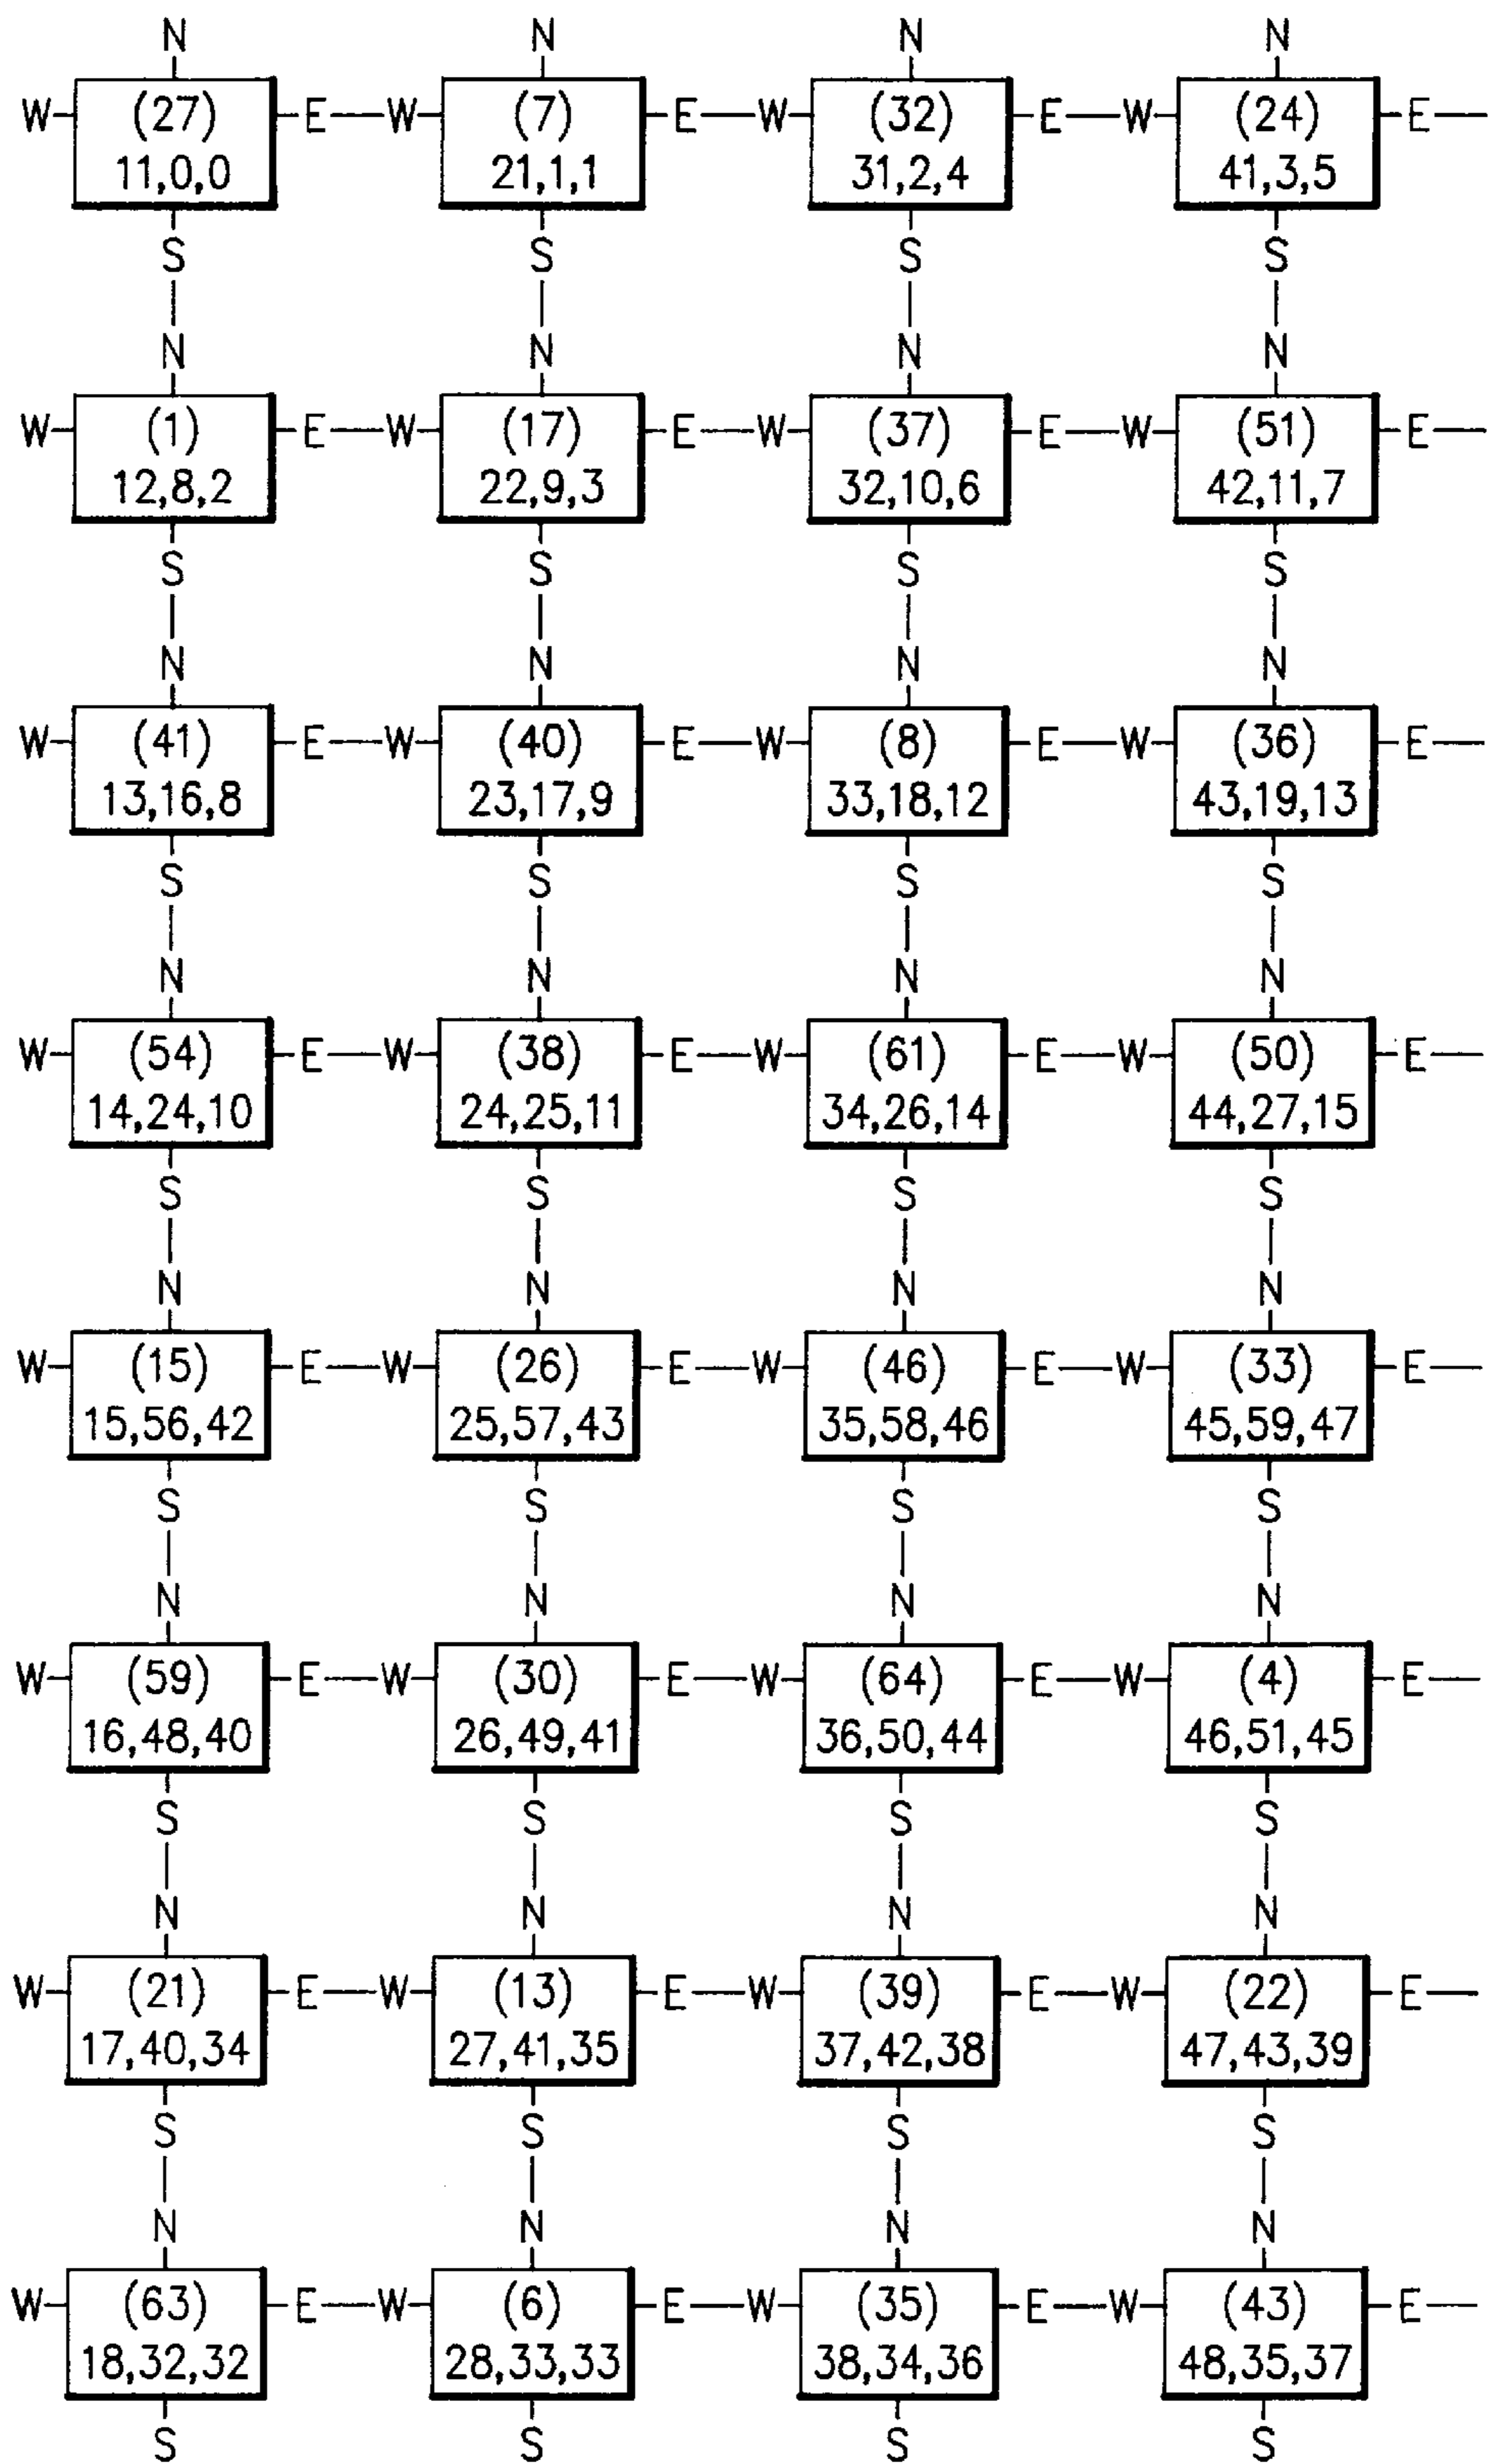 N N N N
W (27) E W (7) E W (32) E W (24) E
11,0,0 21,1,1 31,2,4 41,3,5
S S S S
N N N N
W (1) E W (17) E W (37) E W (51) E
12,8,2 22,9,3 32,10,6 42,11,7
S S S S
N N N N
W (41) E W (40) E W (8) E W (36) E
13,16,8 23,17,9 33,18,12 43,19,13
S S S S
N N N N
W (54) E W (38) E W (61) E W (50) E
14,24,10 24,25,11 34,26,14 44,27,15
S S S S
N N N N
W (15) E W (26) E W (46) E W (33) E
15,56,42 25,57,43 35,58,46 45,59,47
S S S S
N N N N
W (59) E W (30) E W (64) E W (4) E
16,48,40 26,49,41 36,50,44 46,51,45
S S S S
N N N N
W (21) E W (13) E W (39) E W (22) E
17,40,34 27,41,35 37,42,38 47,43,39
S S S S
N N N N
W (63) E W (6) E W (35) E W (43) E
18,32,32 28,33,33 38,34,36 48,35,37
S S S S